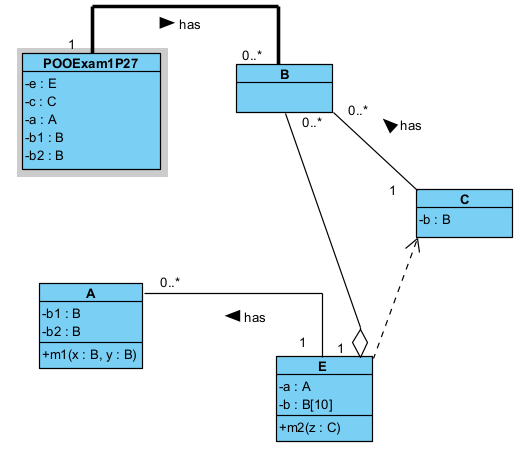 has
1
POOExam1P27
-e : E
-c : C
-a : A
-b1 : B
-b2 : B
0..*
B
0..*
0..*
has
1
C
-b : B
0..*
A
-b1 : B
-b2 : B
+m1(x : B, y : B)
has
1
1
E
-a : A
-b : B[10]
+m2(z : C)